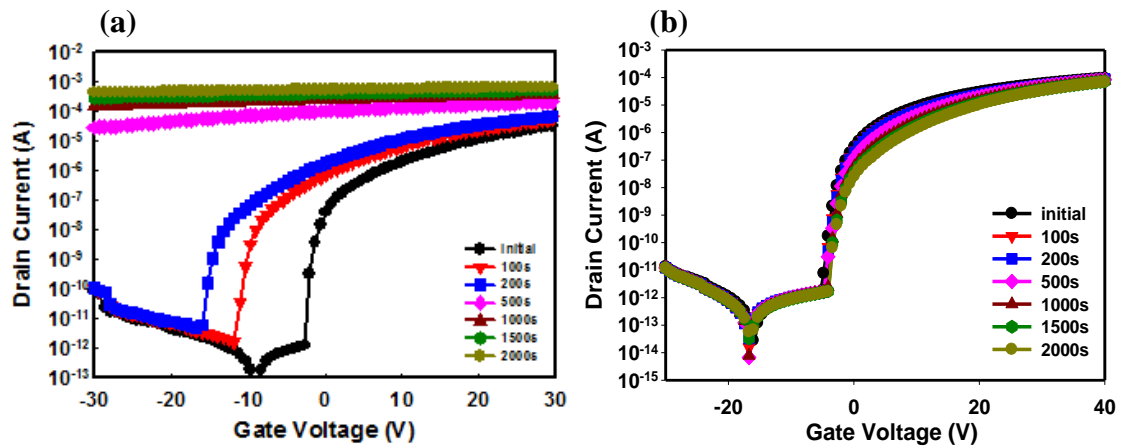 (a)
10-2
10-3
10-4
10-5
10-6
10-7
10-8
10-9
10-10
10-11
10-12
10-13
-30
-20
-10
0
10
20
30
Drain Current (A)
Gate Voltage (V)
initial
100s
200s
500s
1000s
1500s
2000s
(b)
10-3
10-4
10-5
10-6
10-7
10-8
10-9
10-10
10-11
10-12
10-13
10-14
10-15
-20
0
20
40
Drain Current (A)
Gate Voltage (V)
initial
100s
200s
500s
1000s
1500s
2000s